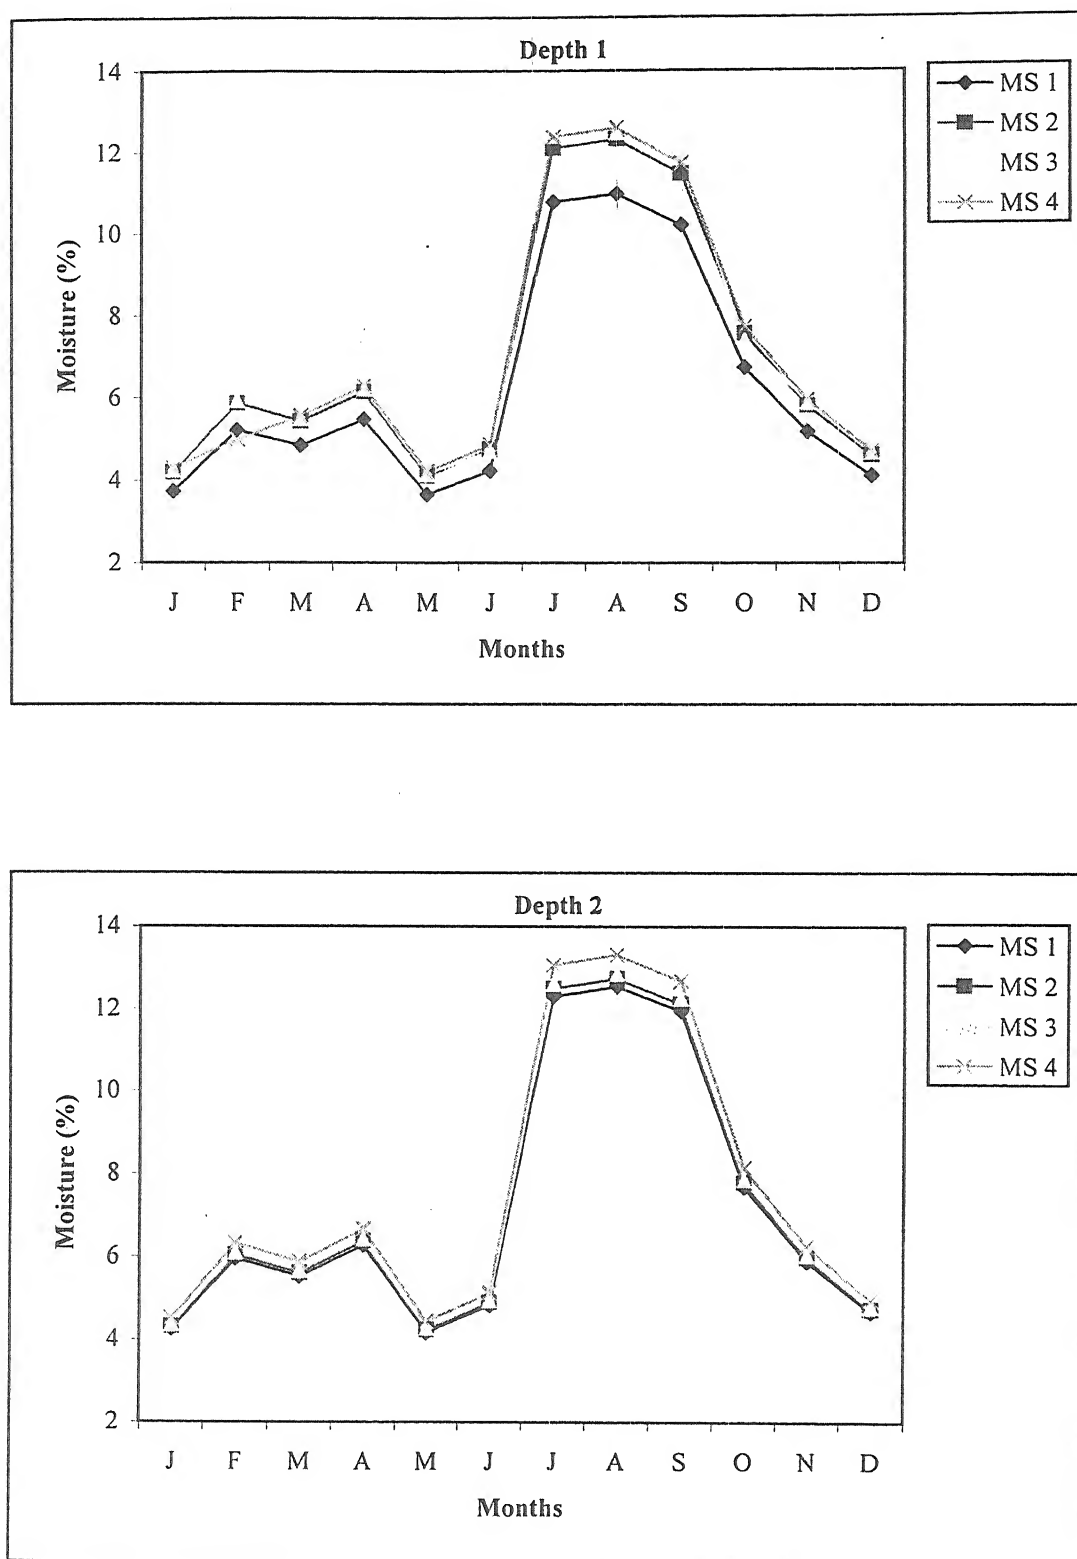 Depth 1
14
12
10
8
6
4
2
Moisture (%)
J F M A M J J A S O N D
Months
MS 1
MS 2
MS 3
MS 4
Depth 2
14
12
10
8
6
4
2
Moisture (%)
J F M A M J J A S O N D
Months
MS 1
MS 2
MS 3
MS 4